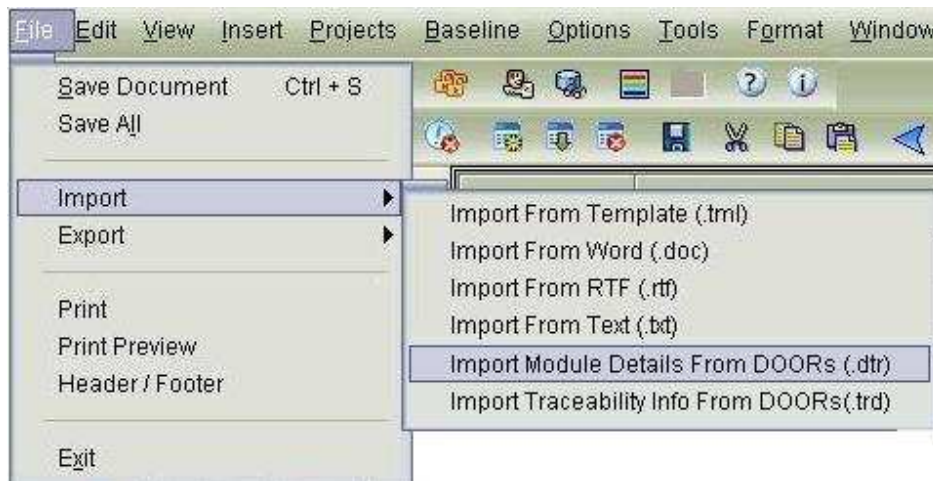 File Edit View Insert Projects Baseline Options Tools Format Window
Save Document Ctrl + S
Save All
Import
Export
Print
Print Preview
Header / Footer
Exit
Import From Template (.tml)
Import From Word (.doc)
Import From RTF (.rtf)
Import From Text (.txt)
Import Module Details From DOORs (.dtr)
Import Traceability Info From DOORs(.trd)